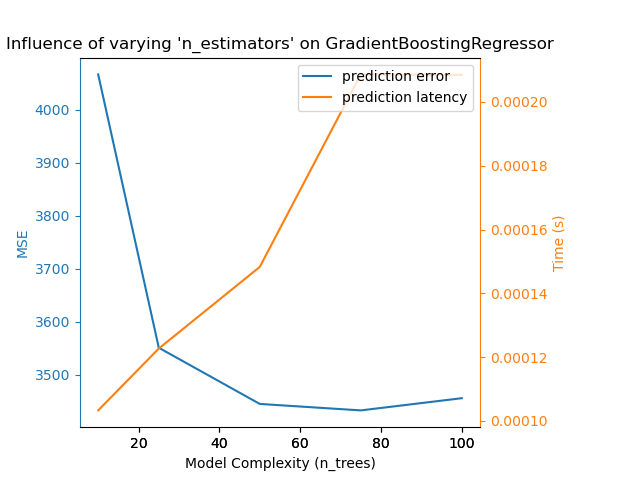 Influence of varying 'n_estimators' on GradientBoostingRegressor
prediction error
prediction latency
4000
3900
3800
3700
3600
3500
MSE
0.00020
0.00018
0.00016
0.00014
0.00012
0.00010
Time (s)
20 40 60 80 100
Model Complexity (n_trees)